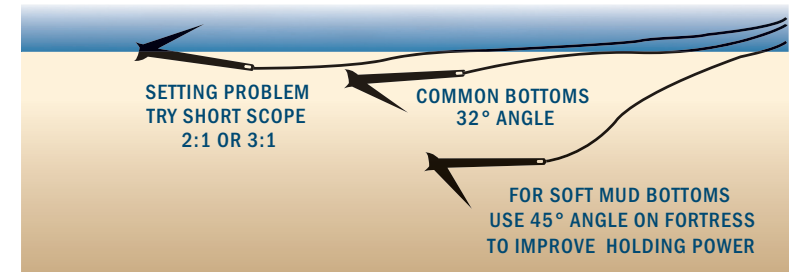 SETTING PROBLEM
TRY SHORT SCOPE
2:1 OR 3:1
COMMON BOTTOMS
32° ANGLE
FOR SOFT MUD BOTTOMS
USE 45° ANGLE ON FORTRESS
TO IMPROVE HOLDING POWER